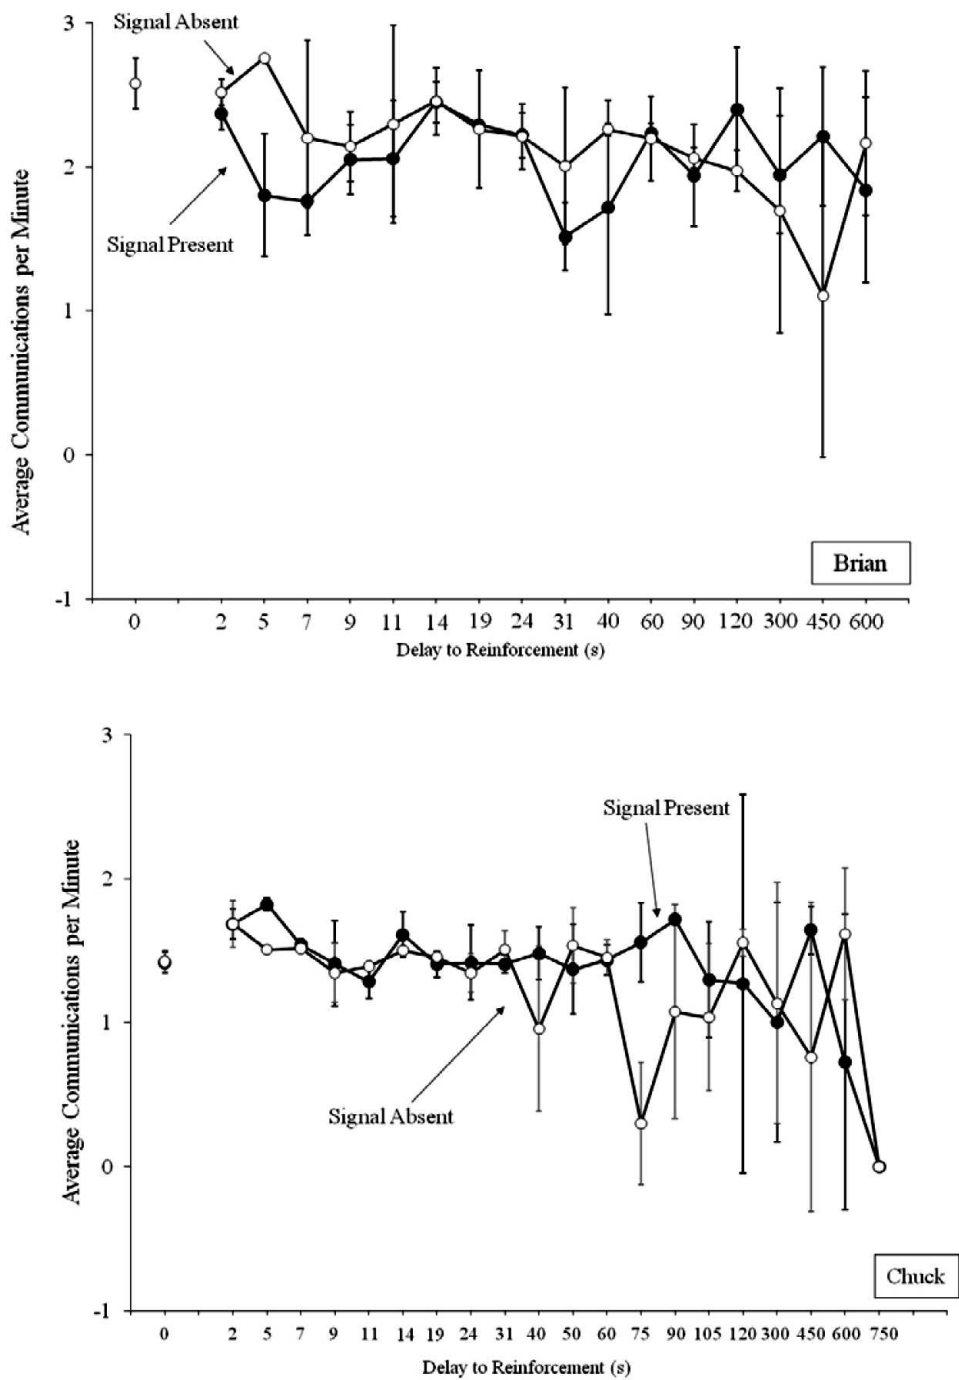 3
Signal Absent
2
Signal Present
1
0
-1
Average Communications per Minute
Brian
0 2 5 7 9 11 14 19 24 31 40 60 90 120 300 450 600
Delay to Reinforcement (s)
3
Signal Present
2
1
Signal Absent
0
-1
Average Communications per Minute
Chuck
0 2 5 7 9 11 14 19 24 31 40 50 60 75 90 105 120 300 450 600 750
Delay to Reinforcement (s)